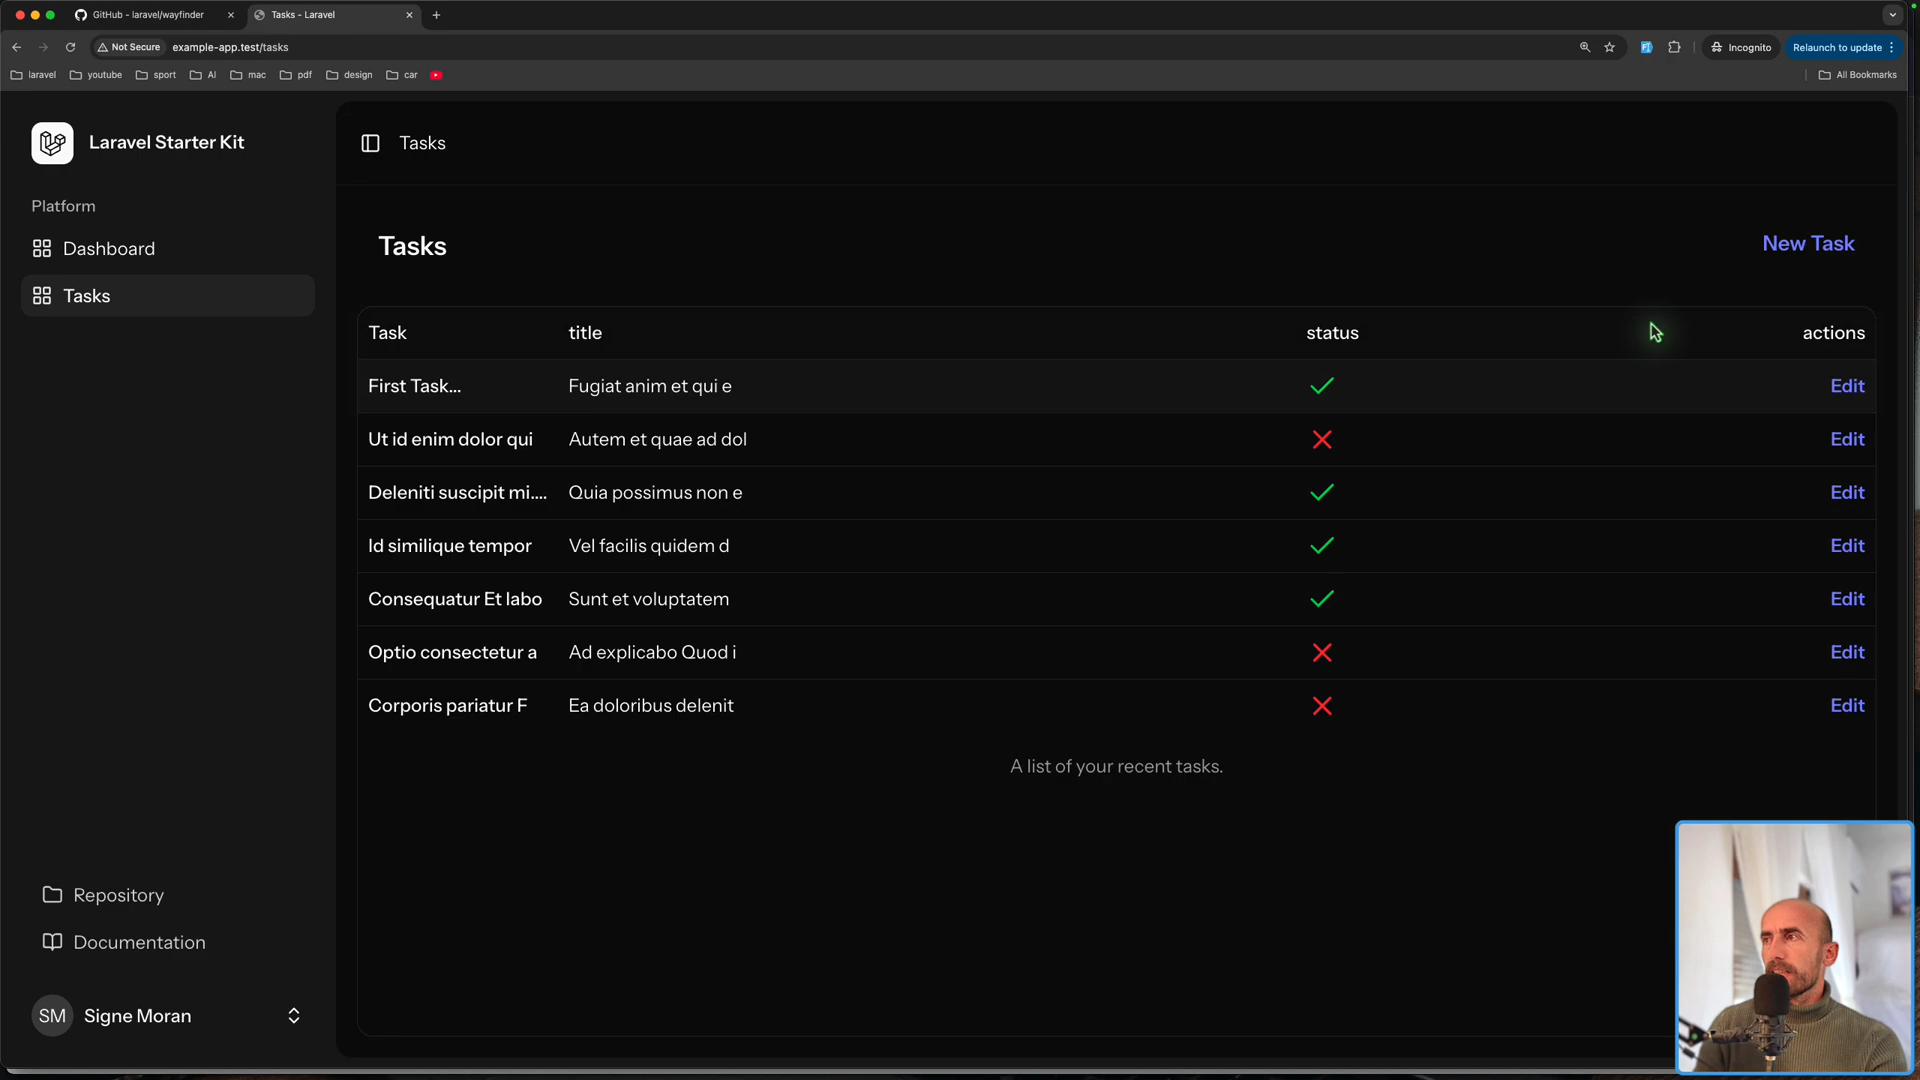 GitHub - laravel/wayfinder
Tasks - Laravel
Not Secure
example-app.test/tasks
Incognito
Relaunch to update
laravel
youtube
sport
AI
mac
pdf
design
car
All Bookmarks
Laravel Starter Kit
Platform
Dashboard
Tasks
Repository
Documentation
SM
Signe Moran
Tasks
Tasks
New Task
Task title status actions
First Task... Fugiat anim et qui e Edit
Ut id enim dolor qui Autem et quae ad dol Edit
Deleniti suscipit mi.... Quia possimus non e Edit
Id similique tempor Vel facilis quidem d Edit
Consequatur Et labo Sunt et voluptatem Edit
Optio consectetur a Ad explicabo Quod i Edit
Corporis pariatur F Ea doloribus delenit Edit
A list of your recent tasks.